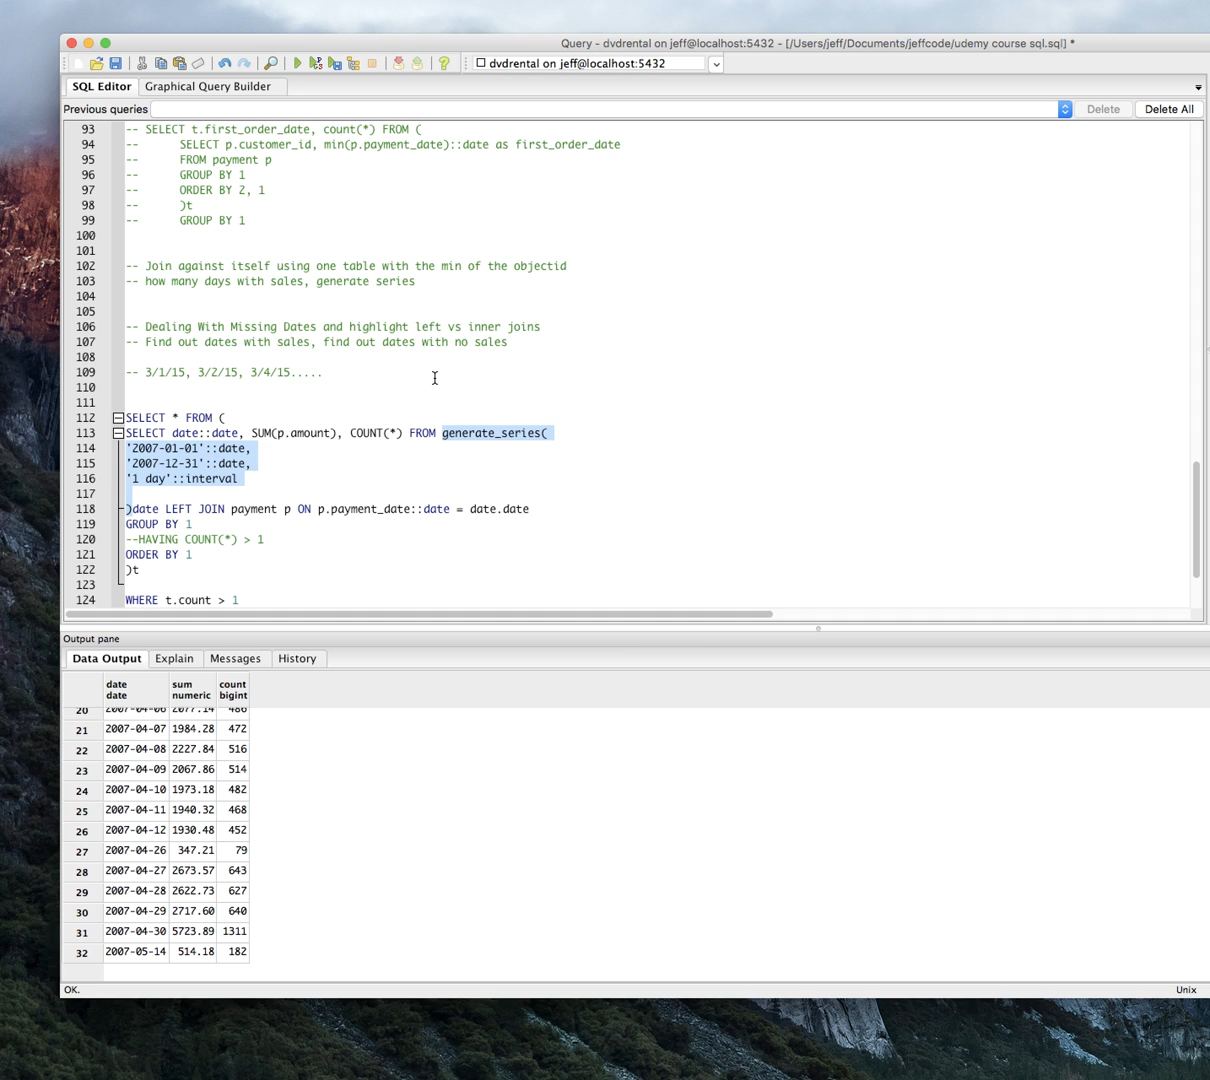 Query - dvdrental on jeff@localhost:5432 - [/Users/jeff/Documents/jeffcode/udemy course sql.sql] *
dvdrental on jeff@localhost:5432
SQL Editor Graphical Query Builder
Previous queries Delete Delete All
93 -- SELECT t.first_order_date, count(*) FROM (
94 -- SELECT p.customer_id, min(p.payment_date)::date as first_order_date
95 -- FROM payment p
96 -- GROUP BY 1
97 -- ORDER BY 2, 1
98 -- )t
99 -- GROUP BY 1
100
101
102 -- Join against itself using one table with the min of the objectid
103 -- how many days with sales, generate series
104
105
106 -- Dealing With Missing Dates and highlight left vs inner joins
107 -- Find out dates with sales, find out dates with no sales
108
109 -- 3/1/15, 3/2/15, 3/4/15.....
110
111
112 SELECT * FROM (
113 SELECT date::date, SUM(p.amount), COUNT(*) FROM generate_series(
114 '2007-01-01'::date,
115 '2007-12-31'::date,
116 '1 day'::interval
117
118 )date LEFT JOIN payment p ON p.payment_date::date = date.date
119 GROUP BY 1
120 --HAVING COUNT(*) > 1
121 ORDER BY 1
122 )t
123
124 WHERE t.count > 1
Output pane
Data Output Explain Messages History
date sum count
date numeric bigint
20 2007-04-06 2077.14 486
21 2007-04-07 1984.28 472
22 2007-04-08 2227.84 516
23 2007-04-09 2067.86 514
24 2007-04-10 1973.18 482
25 2007-04-11 1940.32 468
26 2007-04-12 1930.48 452
27 2007-04-26 347.21 79
28 2007-04-27 2673.57 643
29 2007-04-28 2622.73 627
30 2007-04-29 2717.60 640
31 2007-04-30 5723.89 1311
32 2007-05-14 514.18 182
OK. Unix